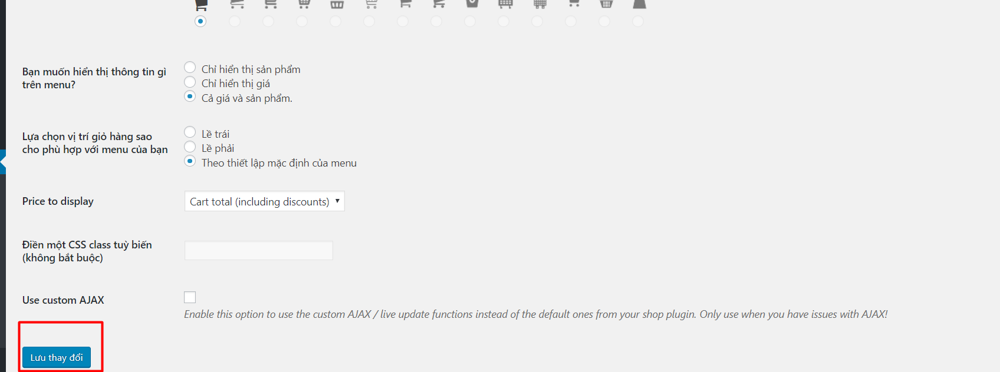 Bạn muốn hiển thị thông tin gì
trên menu?
Chỉ hiển thị sản phẩm
Chỉ hiển thị giá
Cả giá và sản phẩm.
Lựa chọn vị trí giỏ hàng sao
cho phù hợp với menu của bạn
Lề trái
Lề phải
Theo thiết lập mặc định của menu
Price to display
Cart total (including discounts)
Điền một CSS class tuỳ biến
(không bắt buộc)
Use custom AJAX
Enable this option to use the custom AJAX / live update functions instead of the default ones from your shop plugin. Only use when you have issues with AJAX!
Lưu thay đổi